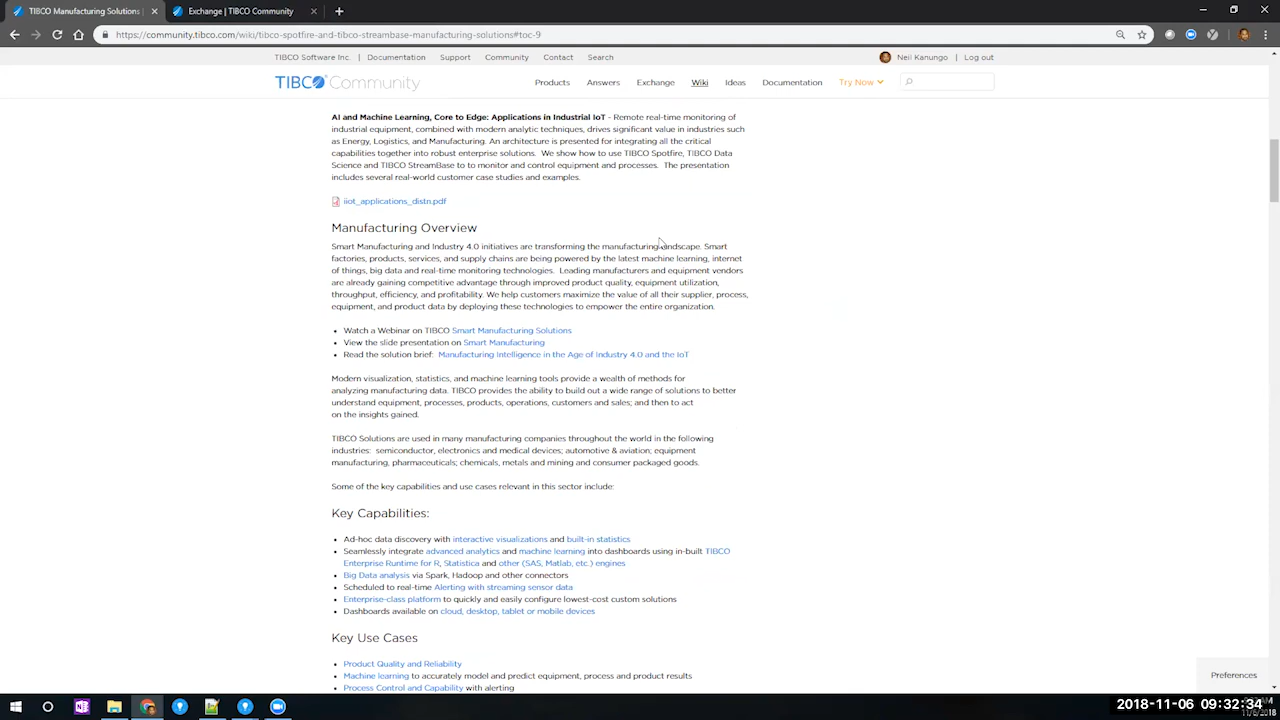 TIBCO Manufacturing Solutions
Exchange | TIBCO Community
https://community.tibco.com/wiki/tibco-spotfire-and-tibco-streambase-manufacturing-solutions#toc-9
TIBCO Software Inc. | Documentation Support Community Contact Search
Neil Kanungo | Log out
TIBCO Community
Products Answers Exchange Wiki Ideas Documentation Try Now
AI and Machine Learning, Core to Edge: Applications in Industrial IoT - Remote real-time monitoring of
industrial equipment, combined with modern analytic techniques, drives significant value in industries such
as Energy, Logistics, and Manufacturing. An architecture is presented for integrating all the critical
capabilities together into robust enterprise solutions. We show how to use TIBCO Spotfire, TIBCO Data
Science and TIBCO StreamBase to to monitor and control equipment and processes. The presentation
includes several real-world customer case studies and examples.
iiot_applications_distn.pdf
Manufacturing Overview
Smart Manufacturing and Industry 4.0 initiatives are transforming the manufacturing landscape. Smart
factories, products, services, and supply chains are being powered by the latest machine learning, internet
of things, big data and real-time monitoring technologies. Leading manufacturers and equipment vendors
are already gaining competitive advantage through improved product quality, equipment utilization,
throughput, efficiency, and profitability. We help customers maximize the value of all their supplier, process,
equipment, and product data by deploying these technologies to empower the entire organization.
• Watch a Webinar on TIBCO Smart Manufacturing Solutions
• View the slide presentation on Smart Manufacturing
• Read the solution brief: Manufacturing Intelligence in the Age of Industry 4.0 and the IoT
Modern visualization, statistics, and machine learning tools provide a wealth of methods for
analyzing manufacturing data. TIBCO provides the ability to build out a wide range of solutions to better
understand equipment, processes, products, operations, customers and sales; and then to act
on the insights gained.
TIBCO Solutions are used in many manufacturing companies throughout the world in the following
industries: semiconductor, electronics and medical devices; automotive & aviation; equipment
manufacturing, pharmaceuticals; chemicals, metals and mining and consumer packaged goods.
Some of the key capabilities and use cases relevant in this sector include:
Key Capabilities:
• Ad-hoc data discovery with interactive visualizations and built-in statistics
• Seamlessly integrate advanced analytics and machine learning into dashboards using in-built TIBCO
Enterprise Runtime for R, Statistica and other (SAS, Matlab, etc.) engines
• Big Data analysis via Spark, Hadoop and other connectors
• Scheduled to real-time Alerting with streaming sensor data
• Enterprise-class platform to quickly and easily configure lowest-cost custom solutions
• Dashboards available on cloud, desktop, tablet or mobile devices
Key Use Cases
• Product Quality and Reliability
• Machine learning to accurately model and predict equipment, process and product results
• Process Control and Capability with alerting
Preferences
2018-11-06 09:32:34
11/6/2018